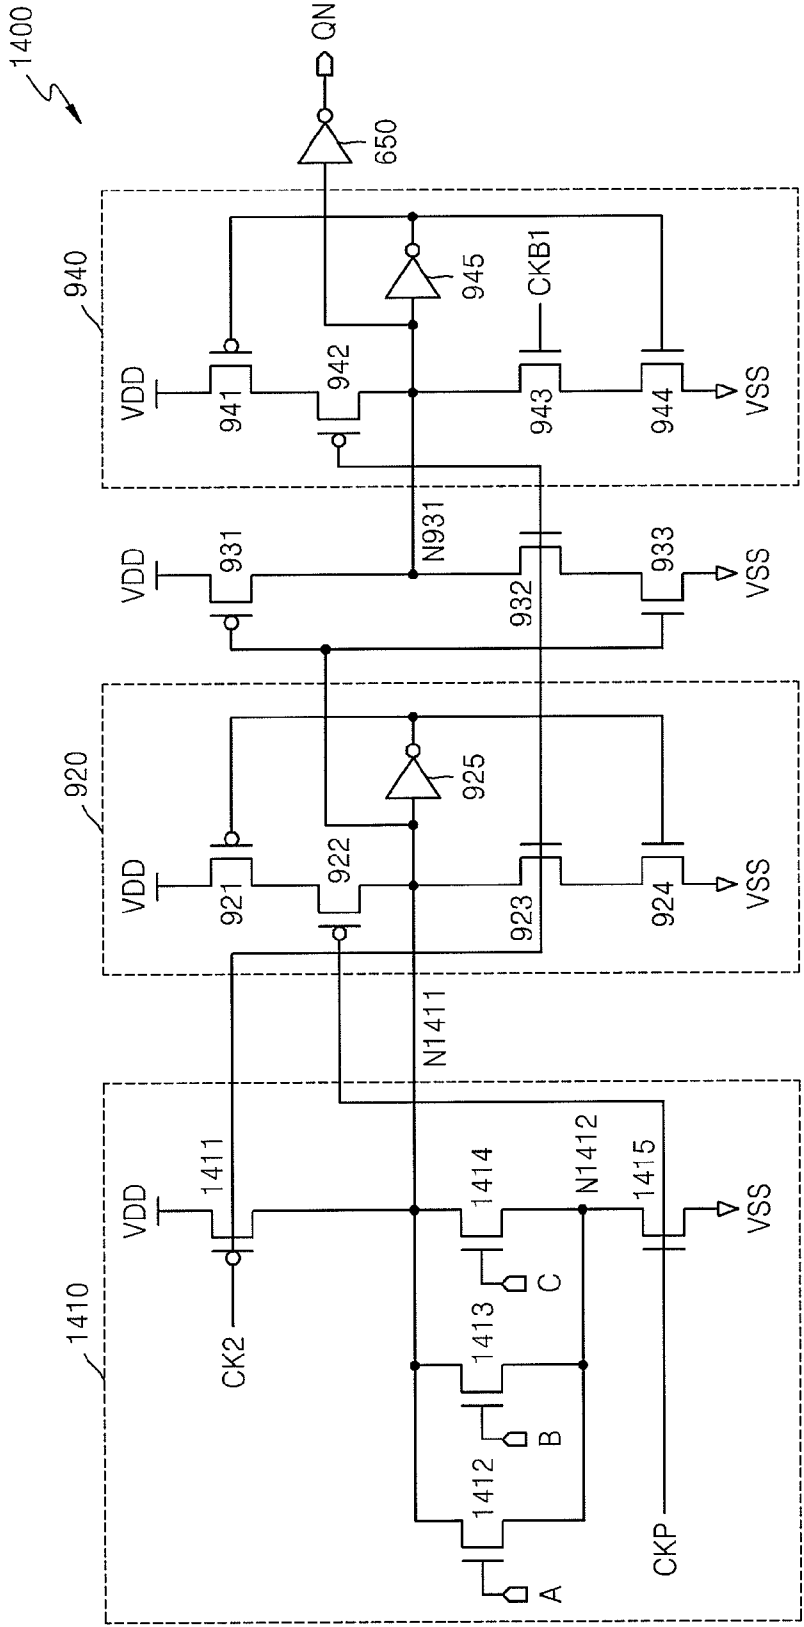 1400
1410
VDD
1411
CK2
N1411
1412
1413
1414
A
B
C
N1412
1415
CKP
VSS
920
VDD
921
922
925
923
924
VSS
VDD
931
N931
932
933
VSS
940
VDD
941
942
945
CKB1
943
944
VSS
650
QN